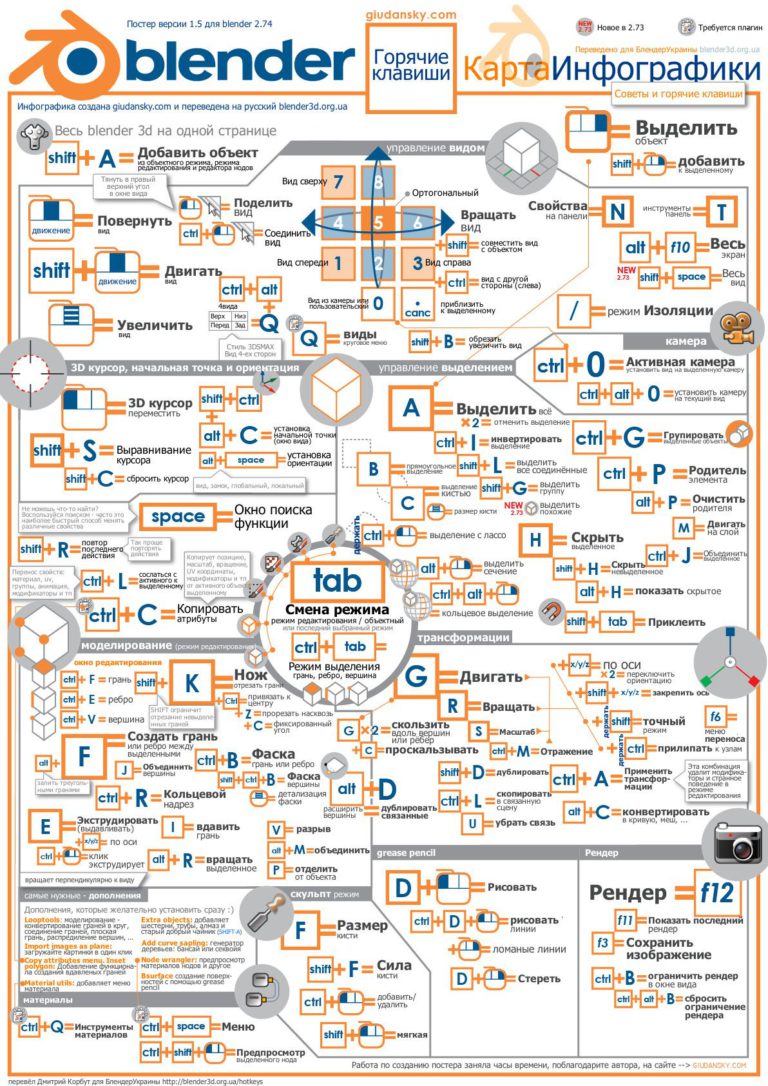 Постер версии 1.5 для blender 2.74
giudansky.com
NEW 2.73 Новое в 2.73
Требуется плагин
blender
Горячие
клавиши
Переведено для БлендерУкраины blender3d.org.ua
КартаИнфографики
Инфографика создана giudansky.com и переведена на русский blender3d.org.ua
Советы и горячие клавиши
Весь blender 3d на одной странице
shift + A = Добавить объект
из объектного режима, режима
редактирования и редактора нодов
управление видом
Тянуть в правый
верхний угол
в окне вида
= Поделить
вид
ctrl + = Соединить
вид
движение = Повернуть
вид
shift + движение = Двигать
вид
= Увеличить
вид
ctrl + alt
4вида
Верх Низ
Перед Зад
+ Q
Стиль 3DSMAX
Вид 4-ех сторон
Вид сверху 7 8
Ортогональный
4 5 6 = Вращать
вид
+ shift = совместить вид
с объектом
Вид спереди 1 2 3 Вид справа
+ ctrl = вид с другой
стороны (слева)
Вид из камеры или
пользовательский 0
. canc = приблизить
к выделенному
Q = виды
круговое меню
shift + B = обрезать
увеличить вид
= Выделить
объект
shift + = добавить
к выделенному
Свойства
на панели = N
инструменты
панель = T
alt + f10 = Весь
экран
NEW 2.73
shift + space = Весь
вид
/ = режим Изоляции
камера
ctrl + 0 = Активная камера
установить вид на выделенную камеру
ctrl + alt + 0 = установить камеру
на текущий вид
3D курсор, начальная точка и ориентация
= 3D курсор
переместить
shift + ctrl
+
alt + C = установка
начальной точки
(окно вида)
shift + S = Выравнивание
курсора
alt + space = установка
ориентации
shift + C = сбросить курсор
вид, замок, глобальный, локальный
управление выделением
A = Выделить всё
×2 = отменить выделение
ctrl + I = инвертировать
выделение
B = прямоугольное
выделение
shift + L = выделить
все соединённые
C = выделение
кистью
= размер кисти
shift + G = выделить
группу
NEW 2.73
выделить
похожие
держать
ctrl + = выделение с лассо
alt + = выделить
сечение
ctrl + alt +
= кольцевое выделение
ctrl + G = Групировать
выделенные объекты
ctrl + P = Родитель
элемента
alt + P = Очистить
родителя
M = Двигать
на слой
ctrl + J = Объединить
выделенное
H = Скрыть
выделенное
shift + H = Скрыть
невыделенное
alt + H = показать скрытое
shift + tab = Приклеить
Не можешь что-то найти?
Воспользуйся поиском - часто это
наиболее быстрый способ менять
различные свойства
space = Окно поиска
функции
shift + R = повтор
последнего
действия
Так проще
повторять
действия
Перенос свойств:
материал, uv,
группы, анимация,
модификаторы и тп
ctrl + L = сослаться с
активного к
выделенному
Копирует позицию,
масштаб, вращение,
UV координаты,
модификаторы и тп
от активного объекта
выделенному
ctrl + C = Копировать
атрибуты
tab
Смена режима
режим редактирования / объектный
или последний выбранный режим
ctrl + tab =
Режим выделения
грань, ребро, вершина
моделирование (режим редактирования)
окно редактирования
ctrl + F = грань
ctrl + E = ребро
ctrl + V = вершина
shift + K = Нож
отрезать грани
SHIFT ограничит
отрезание невыделен
ных граней
Ctrl = привязать к
центру
Z = прорезать насквозь
+ C = фиксированный
угол
alt + F = Создать грань
или ребро между
выделенными
залить треуголь-
ными гранями
J = Объединить
вершины
ctrl + B = Фаска
грань или ребро
shift + ctrl + B = Фаска
вершины
= детализация
фаски
ctrl + R = Кольцевой
надрез
E = Экструдировать
(выдавливать)
+ x/y/z = по оси
ctrl + = клик
экструдирует
I = вдавить
грань
alt + R = вращать
выделенное
вращает перпендикулярно к виду
V = разрыв
alt + M = объединить
P = отделить
от объекта
трансформации
G = Двигать
R = Вращать
S = Масштаб
G ×2 = скользить
вдоль вершин
или рёбер
+ C = проскальзывать
ctrl + M = Отражение
+ x/y/z = по оси
×2 = переключить
ориентацию
+ shift + x/y/z = закрепить ось
держать
shift = точный
режим
держать
ctrl = прилипать к узлам
f6 =
меню
переноса
alt + D = дублировать
связанные
расширить
вершины
shift + D = дублировать
ctrl + L = скопировать
в связанную
сцену
U = убрать связь
ctrl + A = Применить
трансфор-
мации
Эта комбинация
удалит модифика-
торы и странное
поведение в
режиме
редактирования
alt + C = конвертировать
в кривую, меш, ...
самые нужные - дополнения
Дополнения, которые желательно установить сразу :)
Looptools: моделирование -
конвертирование граней в круг,
соединение граней, плоская
грань, распределение вершин, ...
Import images as plane:
загружайте картинки в один клик
Copy attributes menu. Inset
polygon: Добавление функциона-
ла создания вдавленых граней
Material utils: добавляет меню
материала
Extra objects: добавляет
шестерни, трубы, алмаз и
старый добрый чайник (SHIFT-A)
Add curve sapling: генератор
деревьев: бансаи или севойя
Node wrangler: предпросмотр
материалов нодов и другое
Bsurface создание поверх-
ностей с помощью grease
pencil
материалы
ctrl + Q = Инструменты
материалов
ctrl + space = Меню
ctrl + shift + = Предпросмотр
выделенного нода
скульпт режим
F = Размер
кисти
shift + F = Сила
кисти
ctrl + = добавить/
удалить
shift + = мягкая
grease pencil
D + = Рисовать
ctrl + D + = рисовать
линии
+ = ломаные линии
D + = Стереть
Рендер
Рендер = f12
f11 = Показать последний
рендер
f3 = Сохранить
изображение
ctrl + B = ограничить рендер
в окне вида
ctrl + alt + B = сбросить
ограничение
рендера
Работа по созданию постера заняла часы времени, поблагодарите автора, на сайте --> GIUDANSKY.COM
перевёл Дмитрий Корбут для БлендерУкраины http://blender3d.org.ua/hotkeys